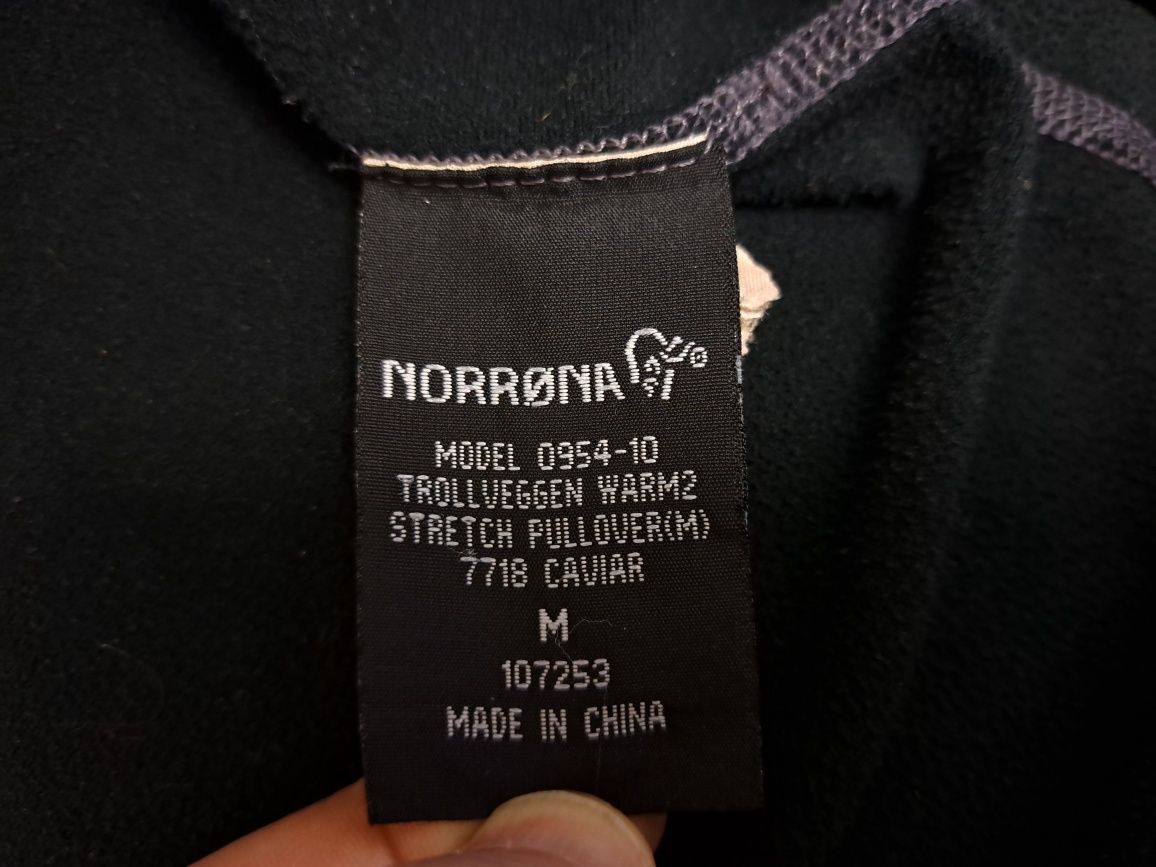 NORRØNA
MODEL 0954-10
TROLLVEGGEN WARM2
STRETCH PULLOVER(M)
7718 CAVIAR
M
107253
MADE IN CHINA